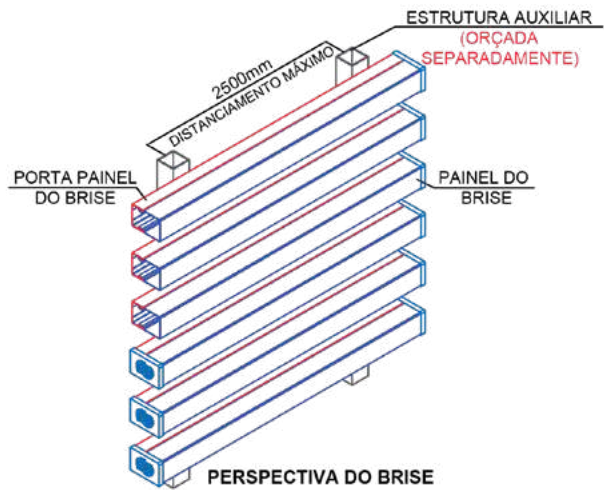 ESTRUTURA AUXILIAR
(ORÇADA
SEPARADAMENTE)
2500mm
DISTANCIAMENTO MÁXIMO
PORTA PAINEL
DO BRISE
PAINEL DO
BRISE
PERSPECTIVA DO BRISE